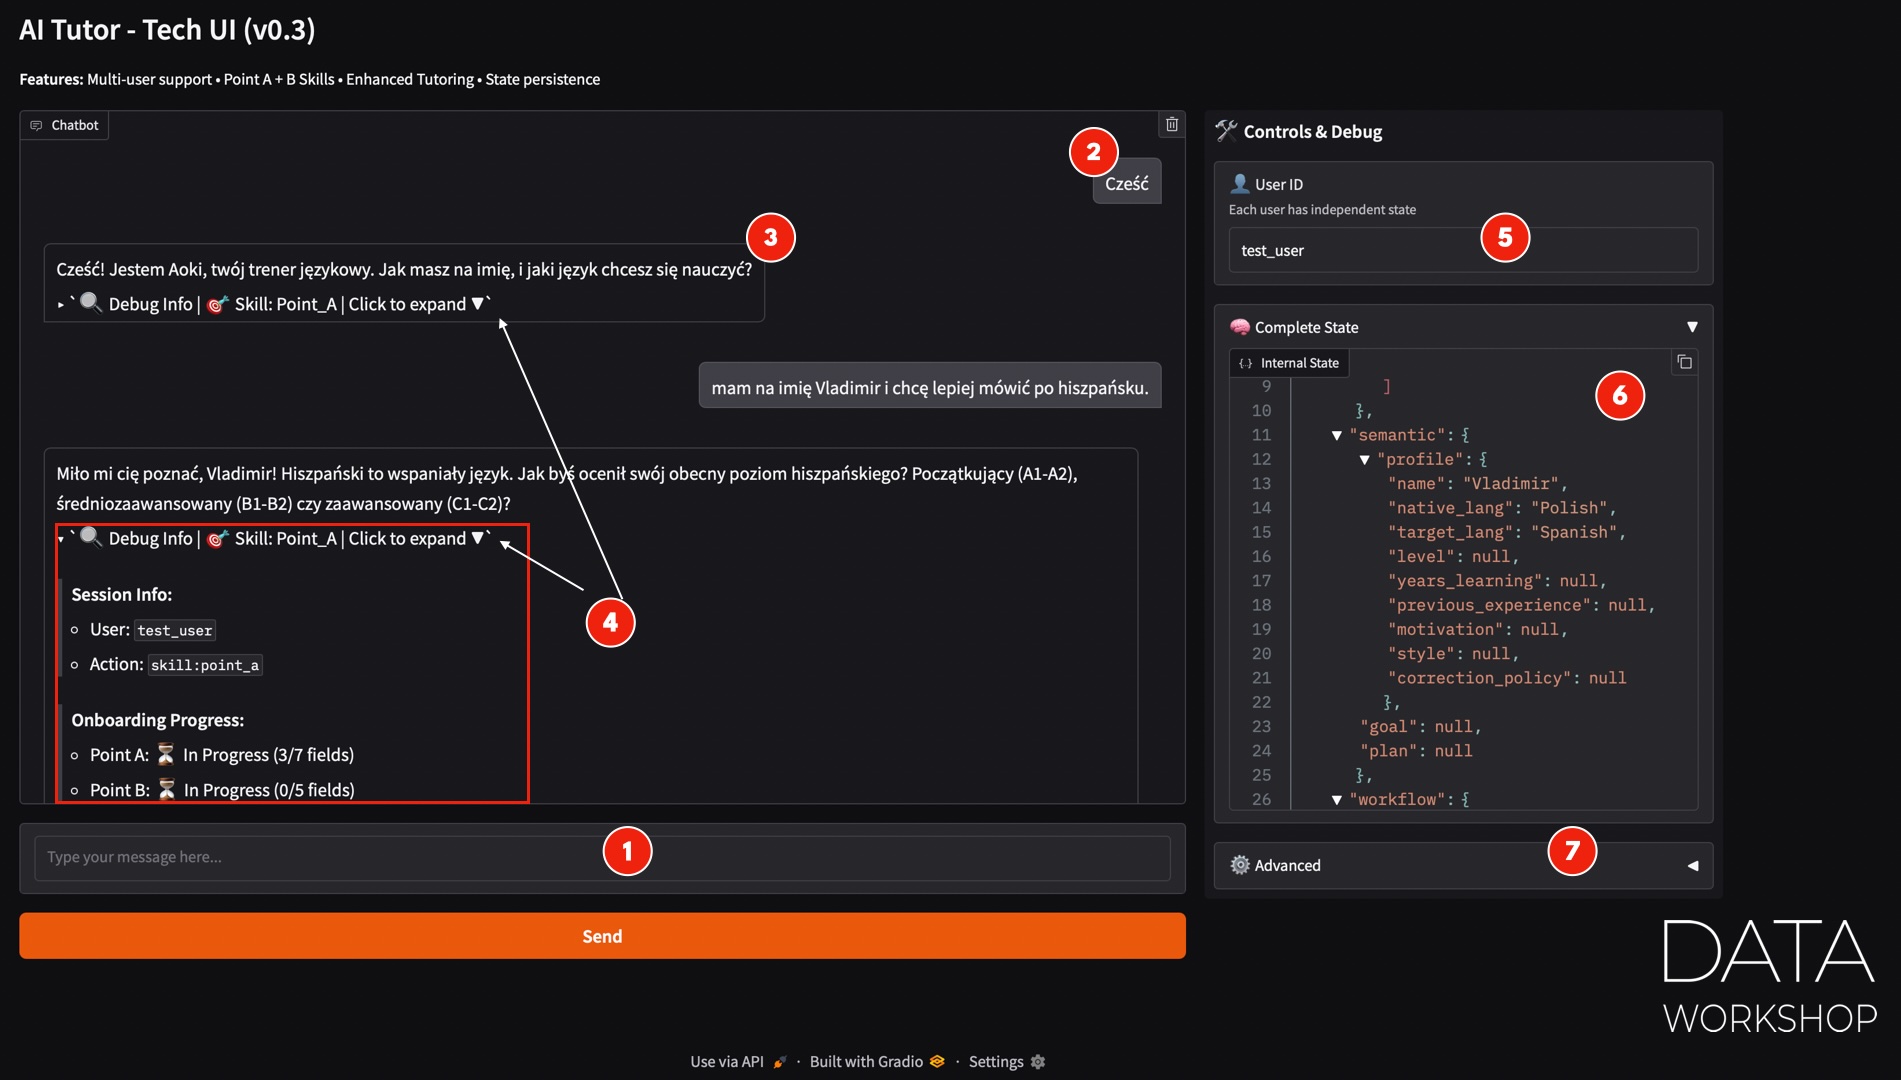 AI Tutor - Tech UI (v0.3)
Features: Multi-user support • Point A + B Skills • Enhanced Tutoring • State persistence
Chatbot
2
Cześć
3
Cześć! Jestem Aoki, twój trener językowy. Jak masz na imię, i jaki język chcesz się nauczyć?
` Debug Info | Skill: Point_A | Click to expand ▼`
mam na imię Vladimir i chcę lepiej mówić po hiszpańsku.
Miło mi cię poznać, Vladimir! Hiszpański to wspaniały język. Jak byś ocenił swój obecny poziom hiszpańskiego? Początkujący (A1-A2),
średniozaawansowany (B1-B2) czy zaawansowany (C1-C2)?
` Debug Info | Skill: Point_A | Click to expand ▼`
4
Session Info:
User: test_user
Action: skill:point_a
Onboarding Progress:
Point A: ⏳ In Progress (3/7 fields)
Point B: ⏳ In Progress (0/5 fields)
1
Type your message here...
Send
Controls & Debug
User ID
Each user has independent state
5
test_user
Complete State ▼
{} Internal State
6
9 ]
10 },
11 ▼ "semantic": {
12 ▼ "profile": {
13 "name": "Vladimir",
14 "native_lang": "Polish",
15 "target_lang": "Spanish",
16 "level": null,
17 "years_learning": null,
18 "previous_experience": null,
19 "motivation": null,
20 "style": null,
21 "correction_policy": null
22 },
23 "goal": null,
24 "plan": null
25 },
26 ▼ "workflow": {
7
Advanced
DATA
WORKSHOP
Use via API · Built with Gradio · Settings